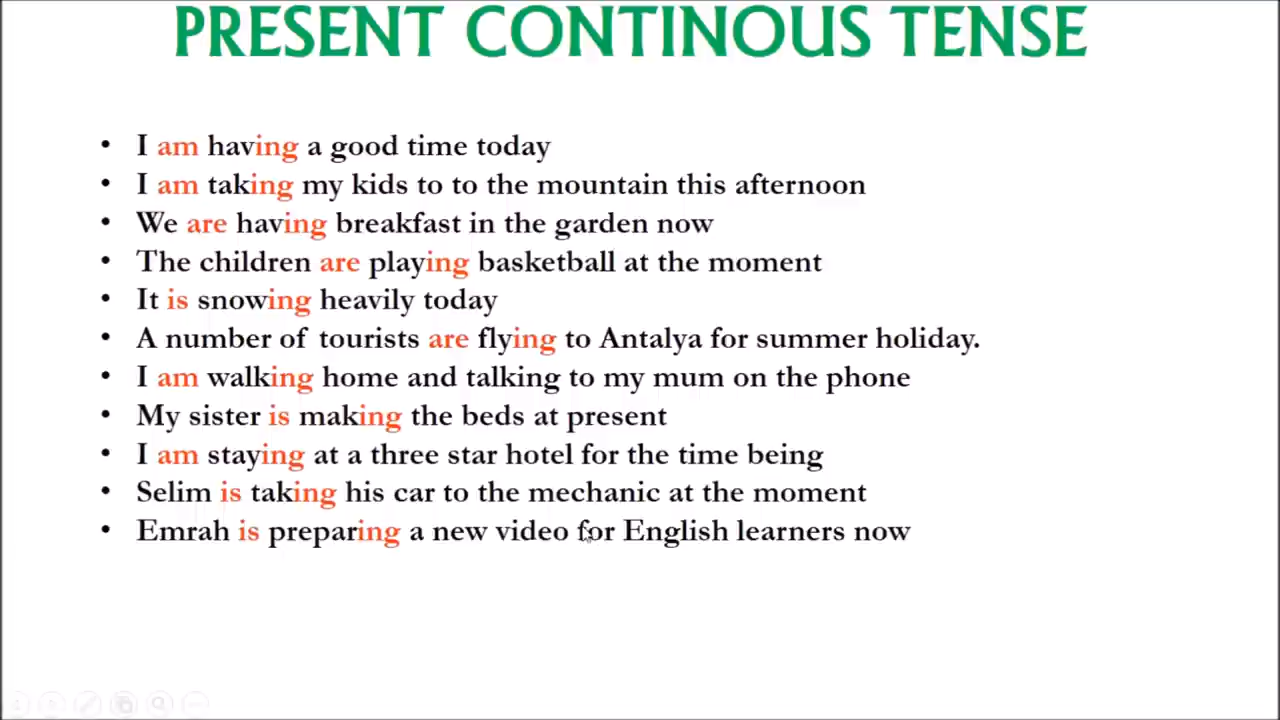 PRESENT CONTINOUS TENSE
• I am having a good time today
• I am taking my kids to to the mountain this afternoon
• We are having breakfast in the garden now
• The children are playing basketball at the moment
• It is snowing heavily today
• A number of tourists are flying to Antalya for summer holiday.
• I am walking home and talking to my mum on the phone
• My sister is making the beds at present
• I am staying at a three star hotel for the time being
• Selim is taking his car to the mechanic at the moment
• Emrah is preparing a new video for English learners now